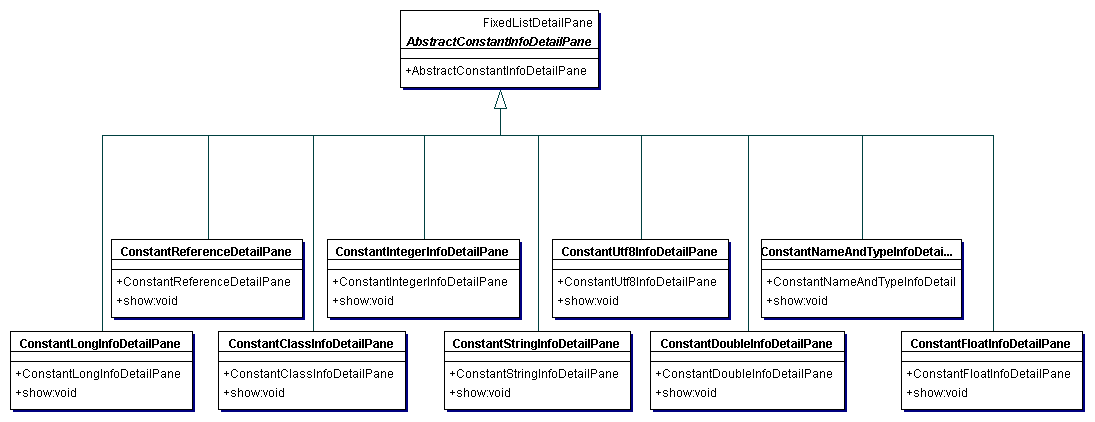 FixedListDetailPane
AbstractConstantInfoDetailPane
+AbstractConstantInfoDetailPane
ConstantReferenceDetailPane
+ConstantReferenceDetailPane
+show:void
ConstantIntegerInfoDetailPane
+ConstantIntegerInfoDetailPane
+show:void
ConstantUtf8InfoDetailPane
+ConstantUtf8InfoDetailPane
+show:void
ConstantNameAndTypeInfoDetai...
+ConstantNameAndTypeInfoDetail
+show:void
ConstantLongInfoDetailPane
+ConstantLongInfoDetailPane
+show:void
ConstantClassInfoDetailPane
+ConstantClassInfoDetailPane
+show:void
ConstantStringInfoDetailPane
+ConstantStringInfoDetailPane
+show:void
ConstantDoubleInfoDetailPane
+ConstantDoubleInfoDetailPane
+show:void
ConstantFloatInfoDetailPane
+ConstantFloatInfoDetailPane
+show:void